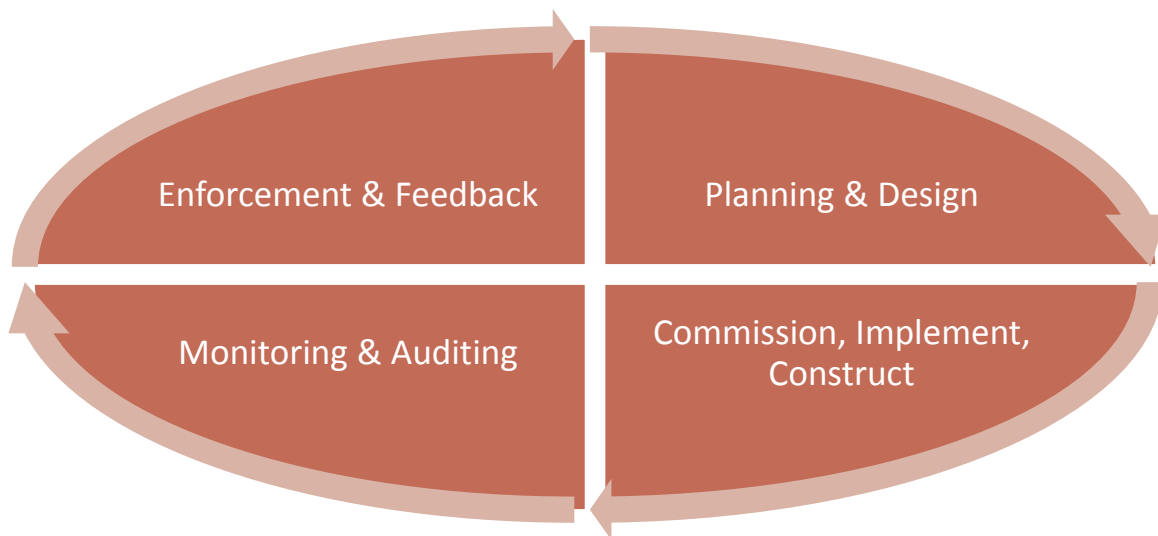 Enforcement & Feedback
Planning & Design
Monitoring & Auditing
Commission, Implement,
Construct